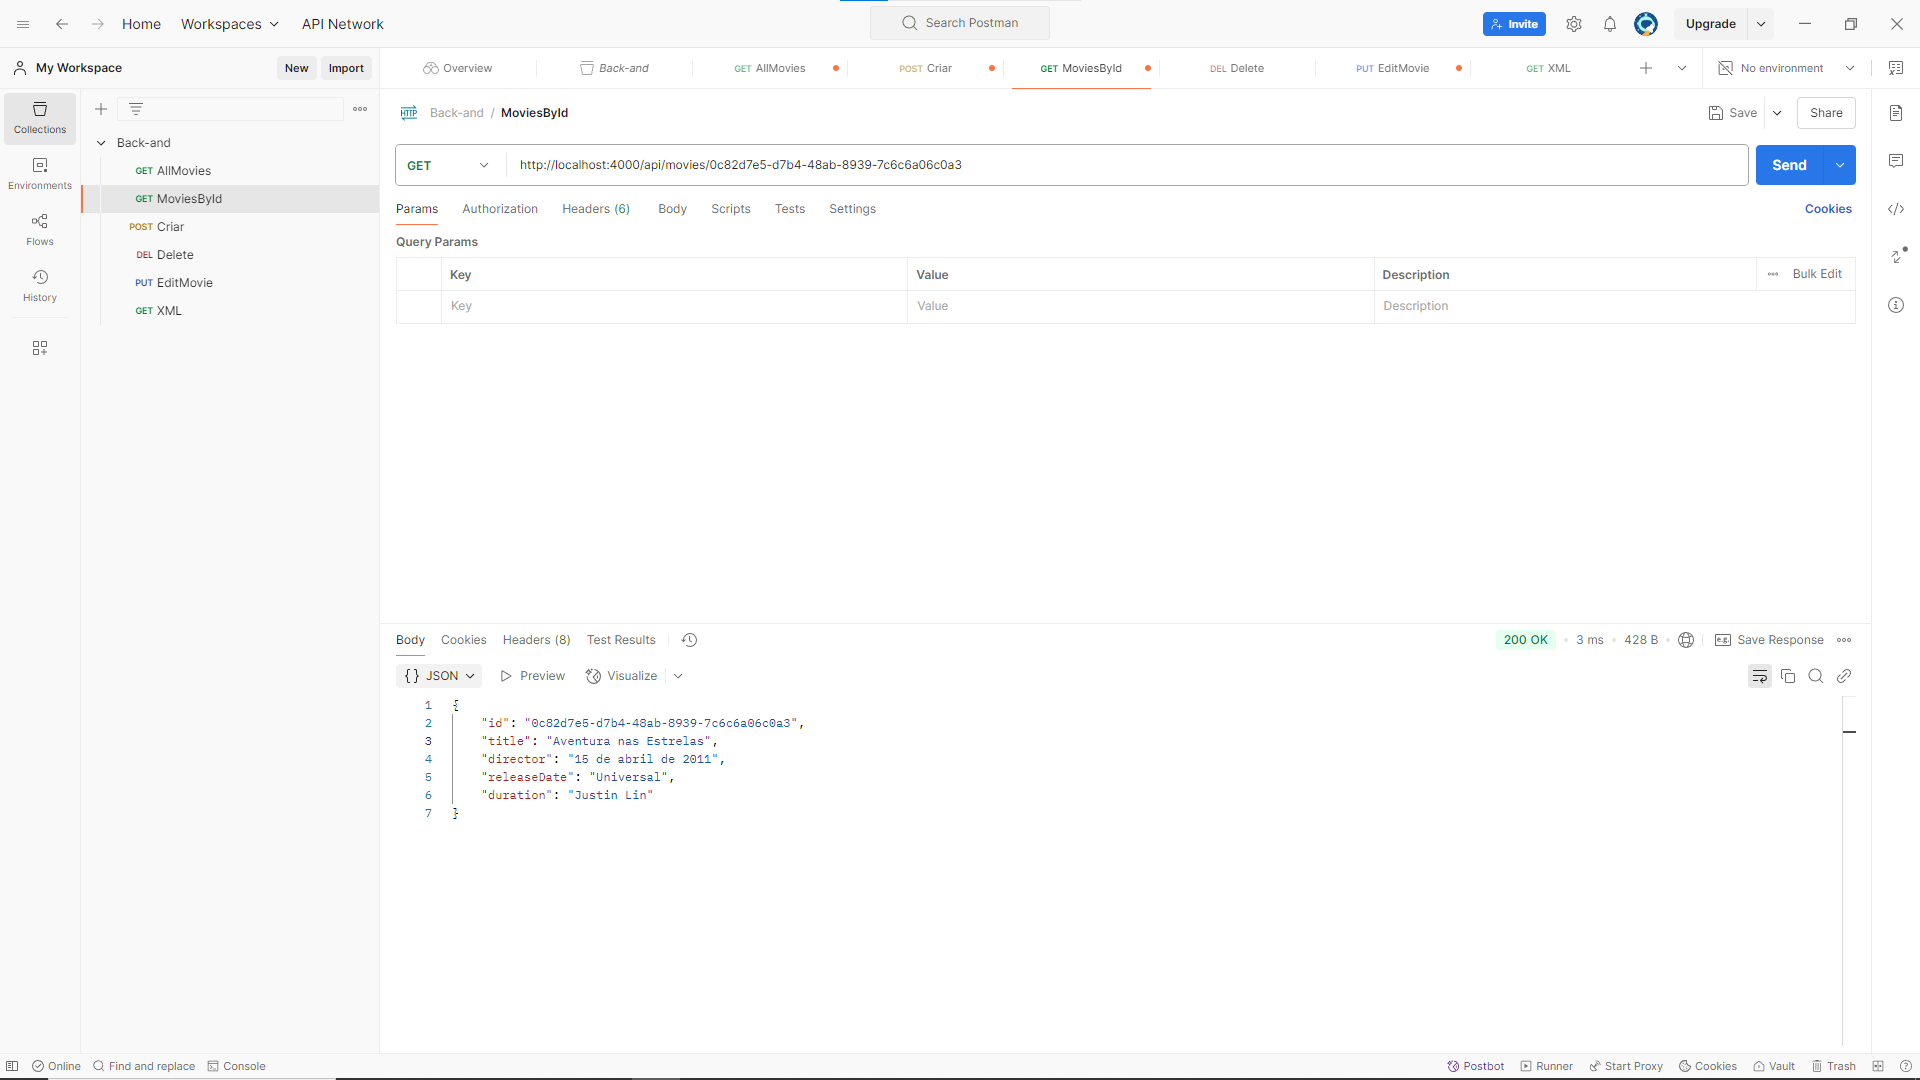 Home Workspaces API Network Search Postman Invite Upgrade
My Workspace New Import Overview Back-and GET AllMovies POST Criar GET MoviesById DEL Delete PUT EditMovie GET XML No environment
Collections
Environments
Flows
History
Back-and
GET AllMovies
GET MoviesById
POST Criar
DEL Delete
PUT EditMovie
GET XML
HTTP Back-and / MoviesById Save Share
GET http://localhost:4000/api/movies/0c82d7e5-d7b4-48ab-8939-7c6c6a06c0a3 Send
Params Authorization Headers (6) Body Scripts Tests Settings Cookies
Query Params
Key Value Description Bulk Edit
Key Value Description
Body Cookies Headers (8) Test Results 200 OK 3 ms 428 B e.g. Save Response
{} JSON Preview Visualize
1 {
2 "id": "0c82d7e5-d7b4-48ab-8939-7c6c6a06c0a3",
3 "title": "Aventura nas Estrelas",
4 "director": "15 de abril de 2011",
5 "releaseDate": "Universal",
6 "duration": "Justin Lin"
7 }
Online Find and replace Console Postbot Runner Start Proxy Cookies Vault Trash